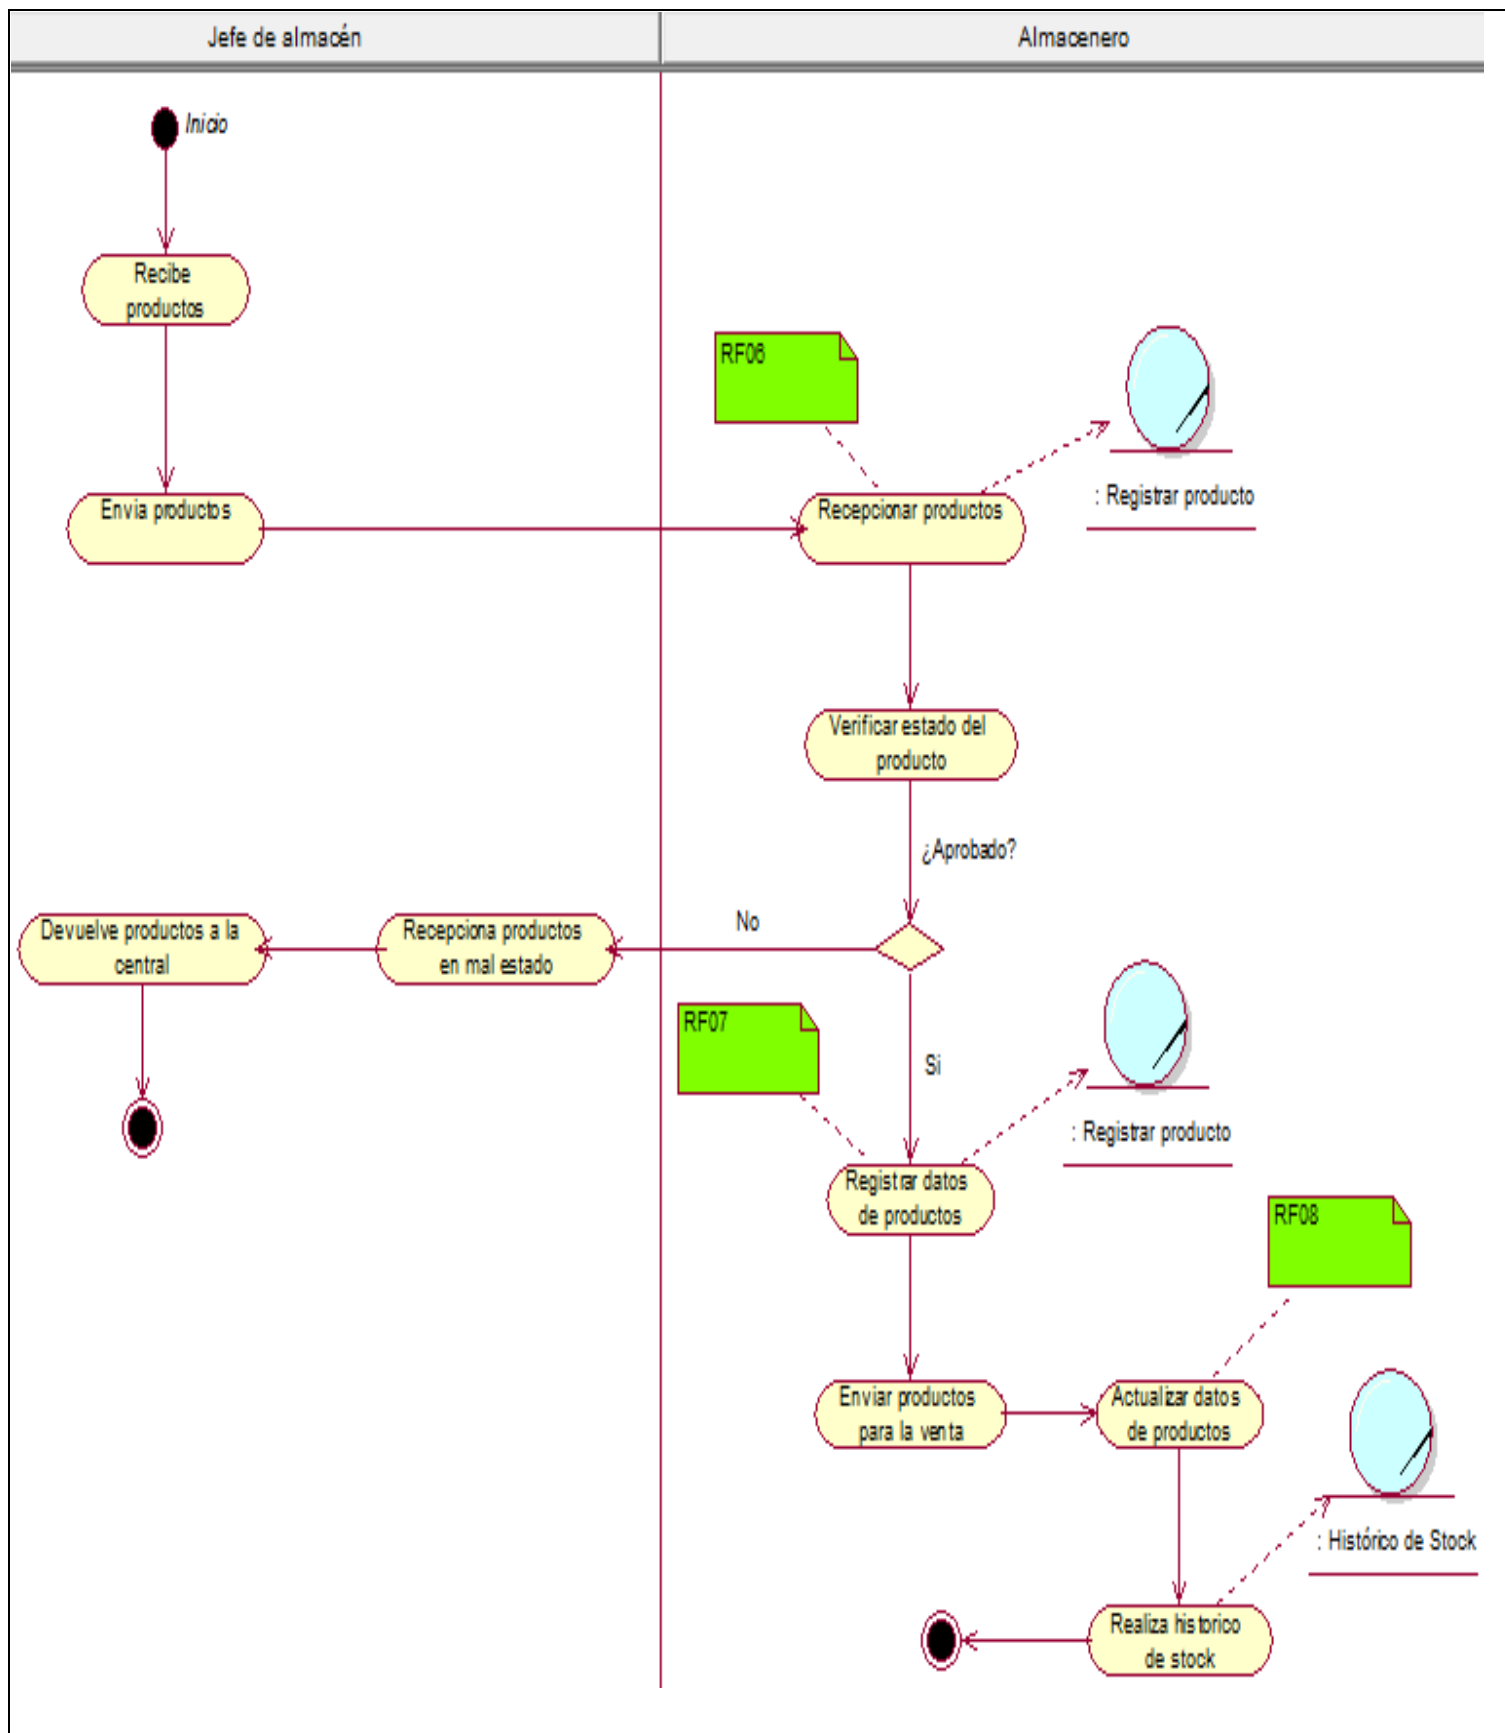 Jefe de almacén
Almacenero
Inicio
Recibe
productos
RF06
: Registrar producto
Envia productos
Recepcionar productos
Verificar estado del
producto
¿Aprobado?
No
Devuelve productos a la
central
Recepciona productos
en mal estado
RF07
Si
: Registrar producto
Registrar datos
de productos
RF08
Enviar productos
para la venta
Actualizar datos
de productos
: Histórico de Stock
Realiza historico
de stock